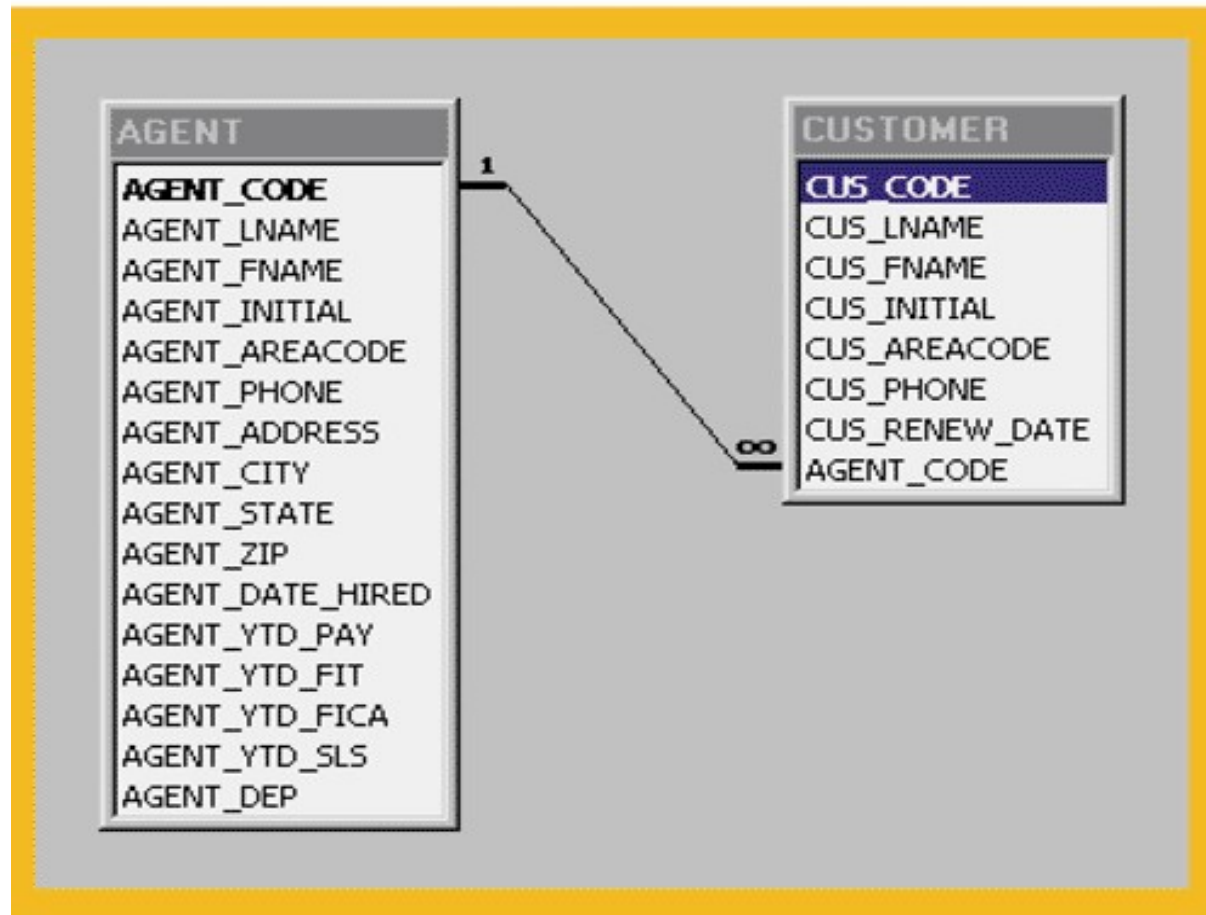 AGENT
AGENT_CODE
AGENT_LNAME
AGENT_FNAME
AGENT_INITIAL
AGENT_AREACODE
AGENT_PHONE
AGENT_ADDRESS
AGENT_CITY
AGENT_STATE
AGENT_ZIP
AGENT_DATE_HIRED
AGENT_YTD_PAY
AGENT_YTD_FIT
AGENT_YTD_FICA
AGENT_YTD_SLS
AGENT_DEP
1
∞
CUSTOMER
CUS_CODE
CUS_LNAME
CUS_FNAME
CUS_INITIAL
CUS_AREACODE
CUS_PHONE
CUS_RENEW_DATE
AGENT_CODE